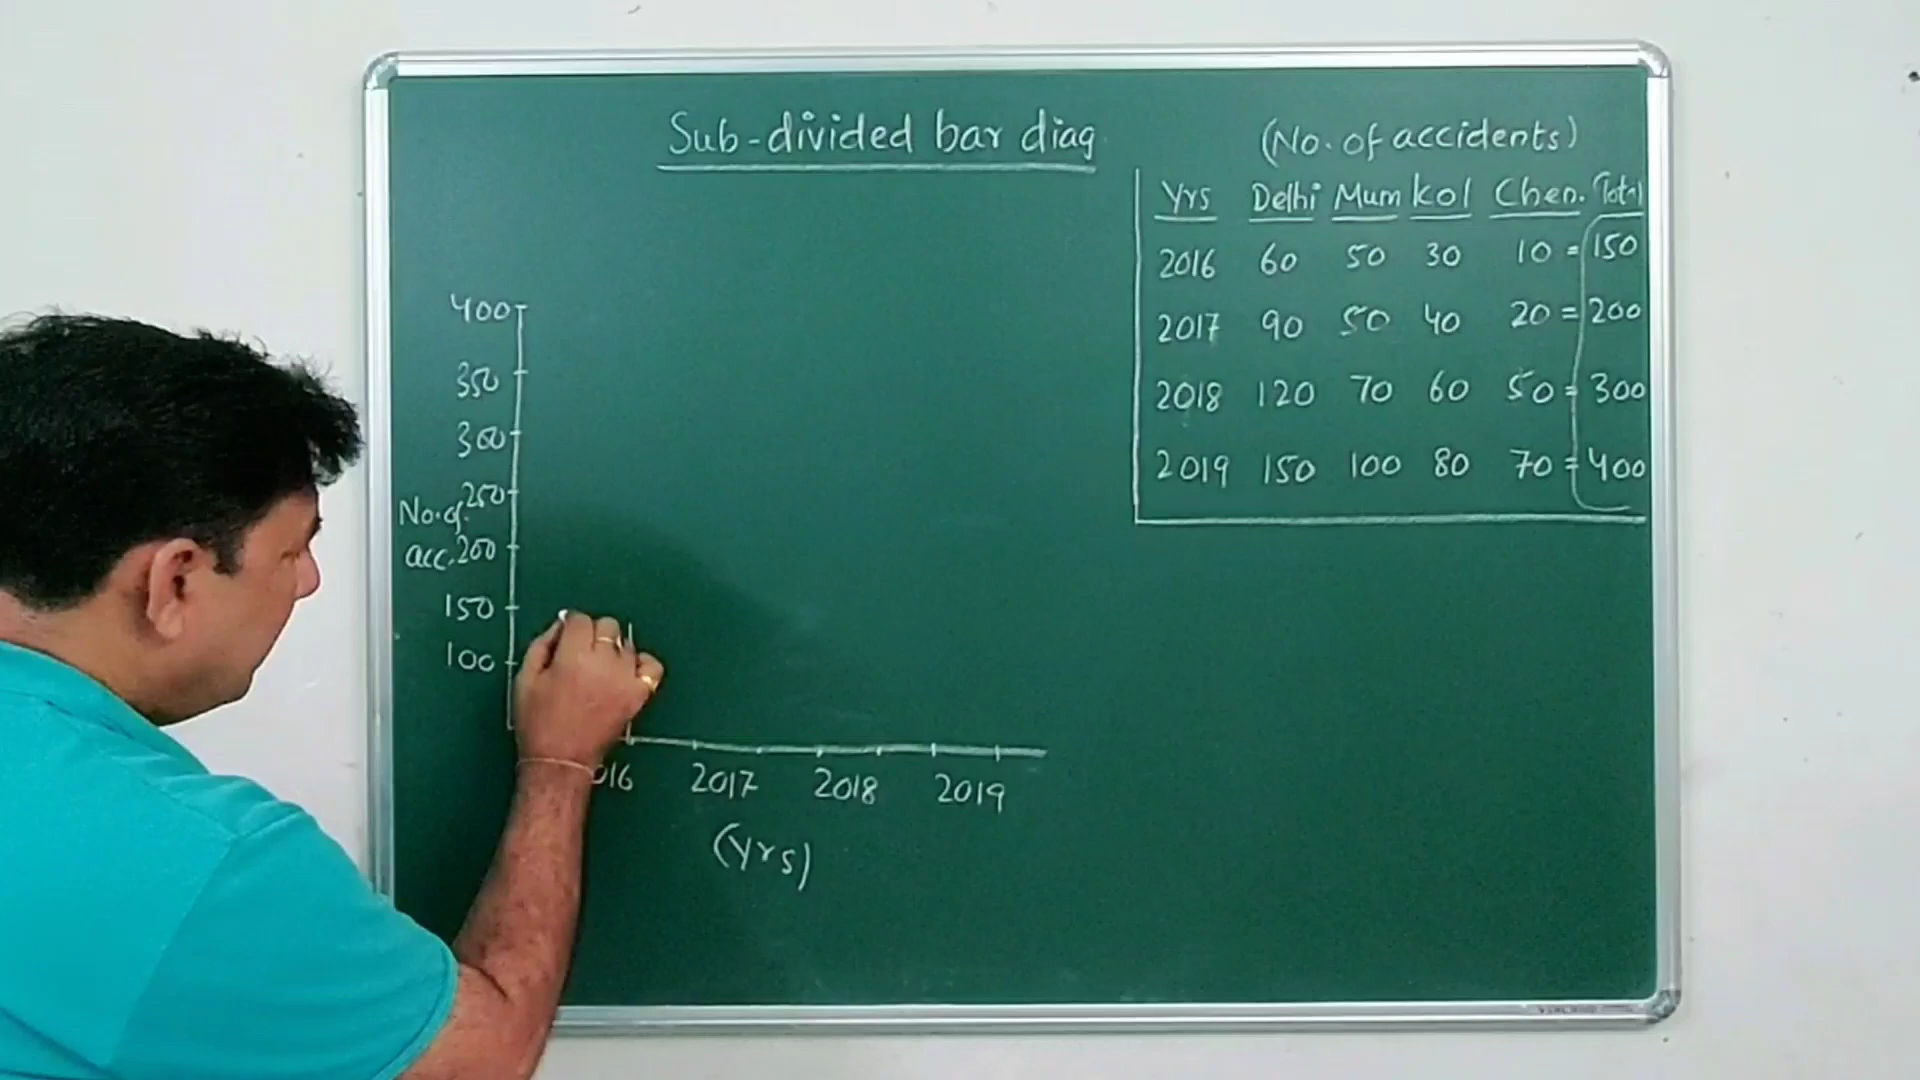 Sub-divided bar diag
(No. of accidents)
Yrs Delhi Mum Kol Chen. Total
2016 60 50 30 10 = 150
2017 90 50 40 20 = 200
2018 120 70 60 50 = 300
2019 150 100 80 70 = 400
400
350
300
250
No. of
acc. 200
150
100
016 2017 2018 2019
(yrs)